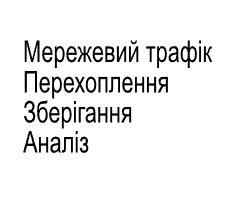 Мережевий трафік
Перехоплення
Зберігання
Аналіз